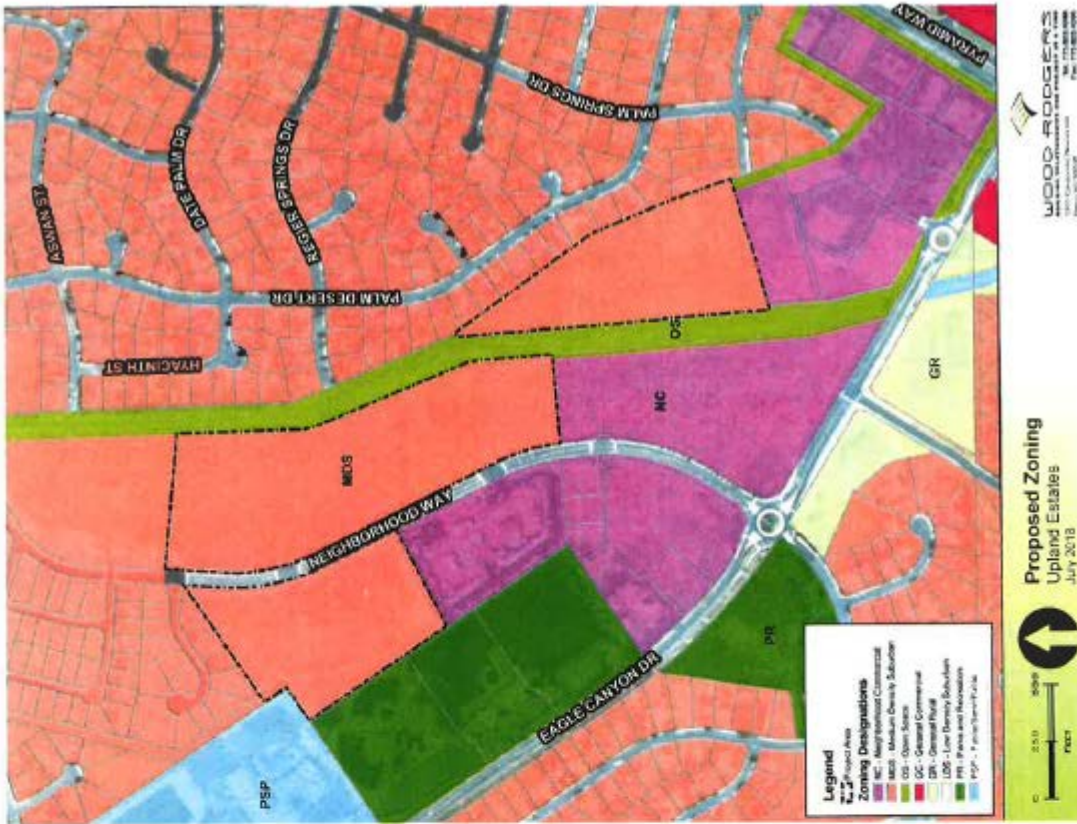 ASWAN ST
DATE PALM DR
REGIER SPRINGS DR
PALM SPRINGS DR
PYRAMID WAY
HYACINTH ST
PALM DESERT DR
OS
MDS
NEIGHBORHOOD WAY
NC
GR
PSP
EAGLE CANYON DR
PR
Legend
Project Area
Zoning Designations
NC - Neighborhood Commercial
MDS - Medium Density Suburban
OS - Open Space
GC - General Commercial
GR - General Rural
LDS - Low Density Suburban
PR - Parks and Recreation
PSP - Public/Semi-Public
0 250 500
FEET
Proposed Zoning
Upland Estates
July 2018
WOOD RODGERS